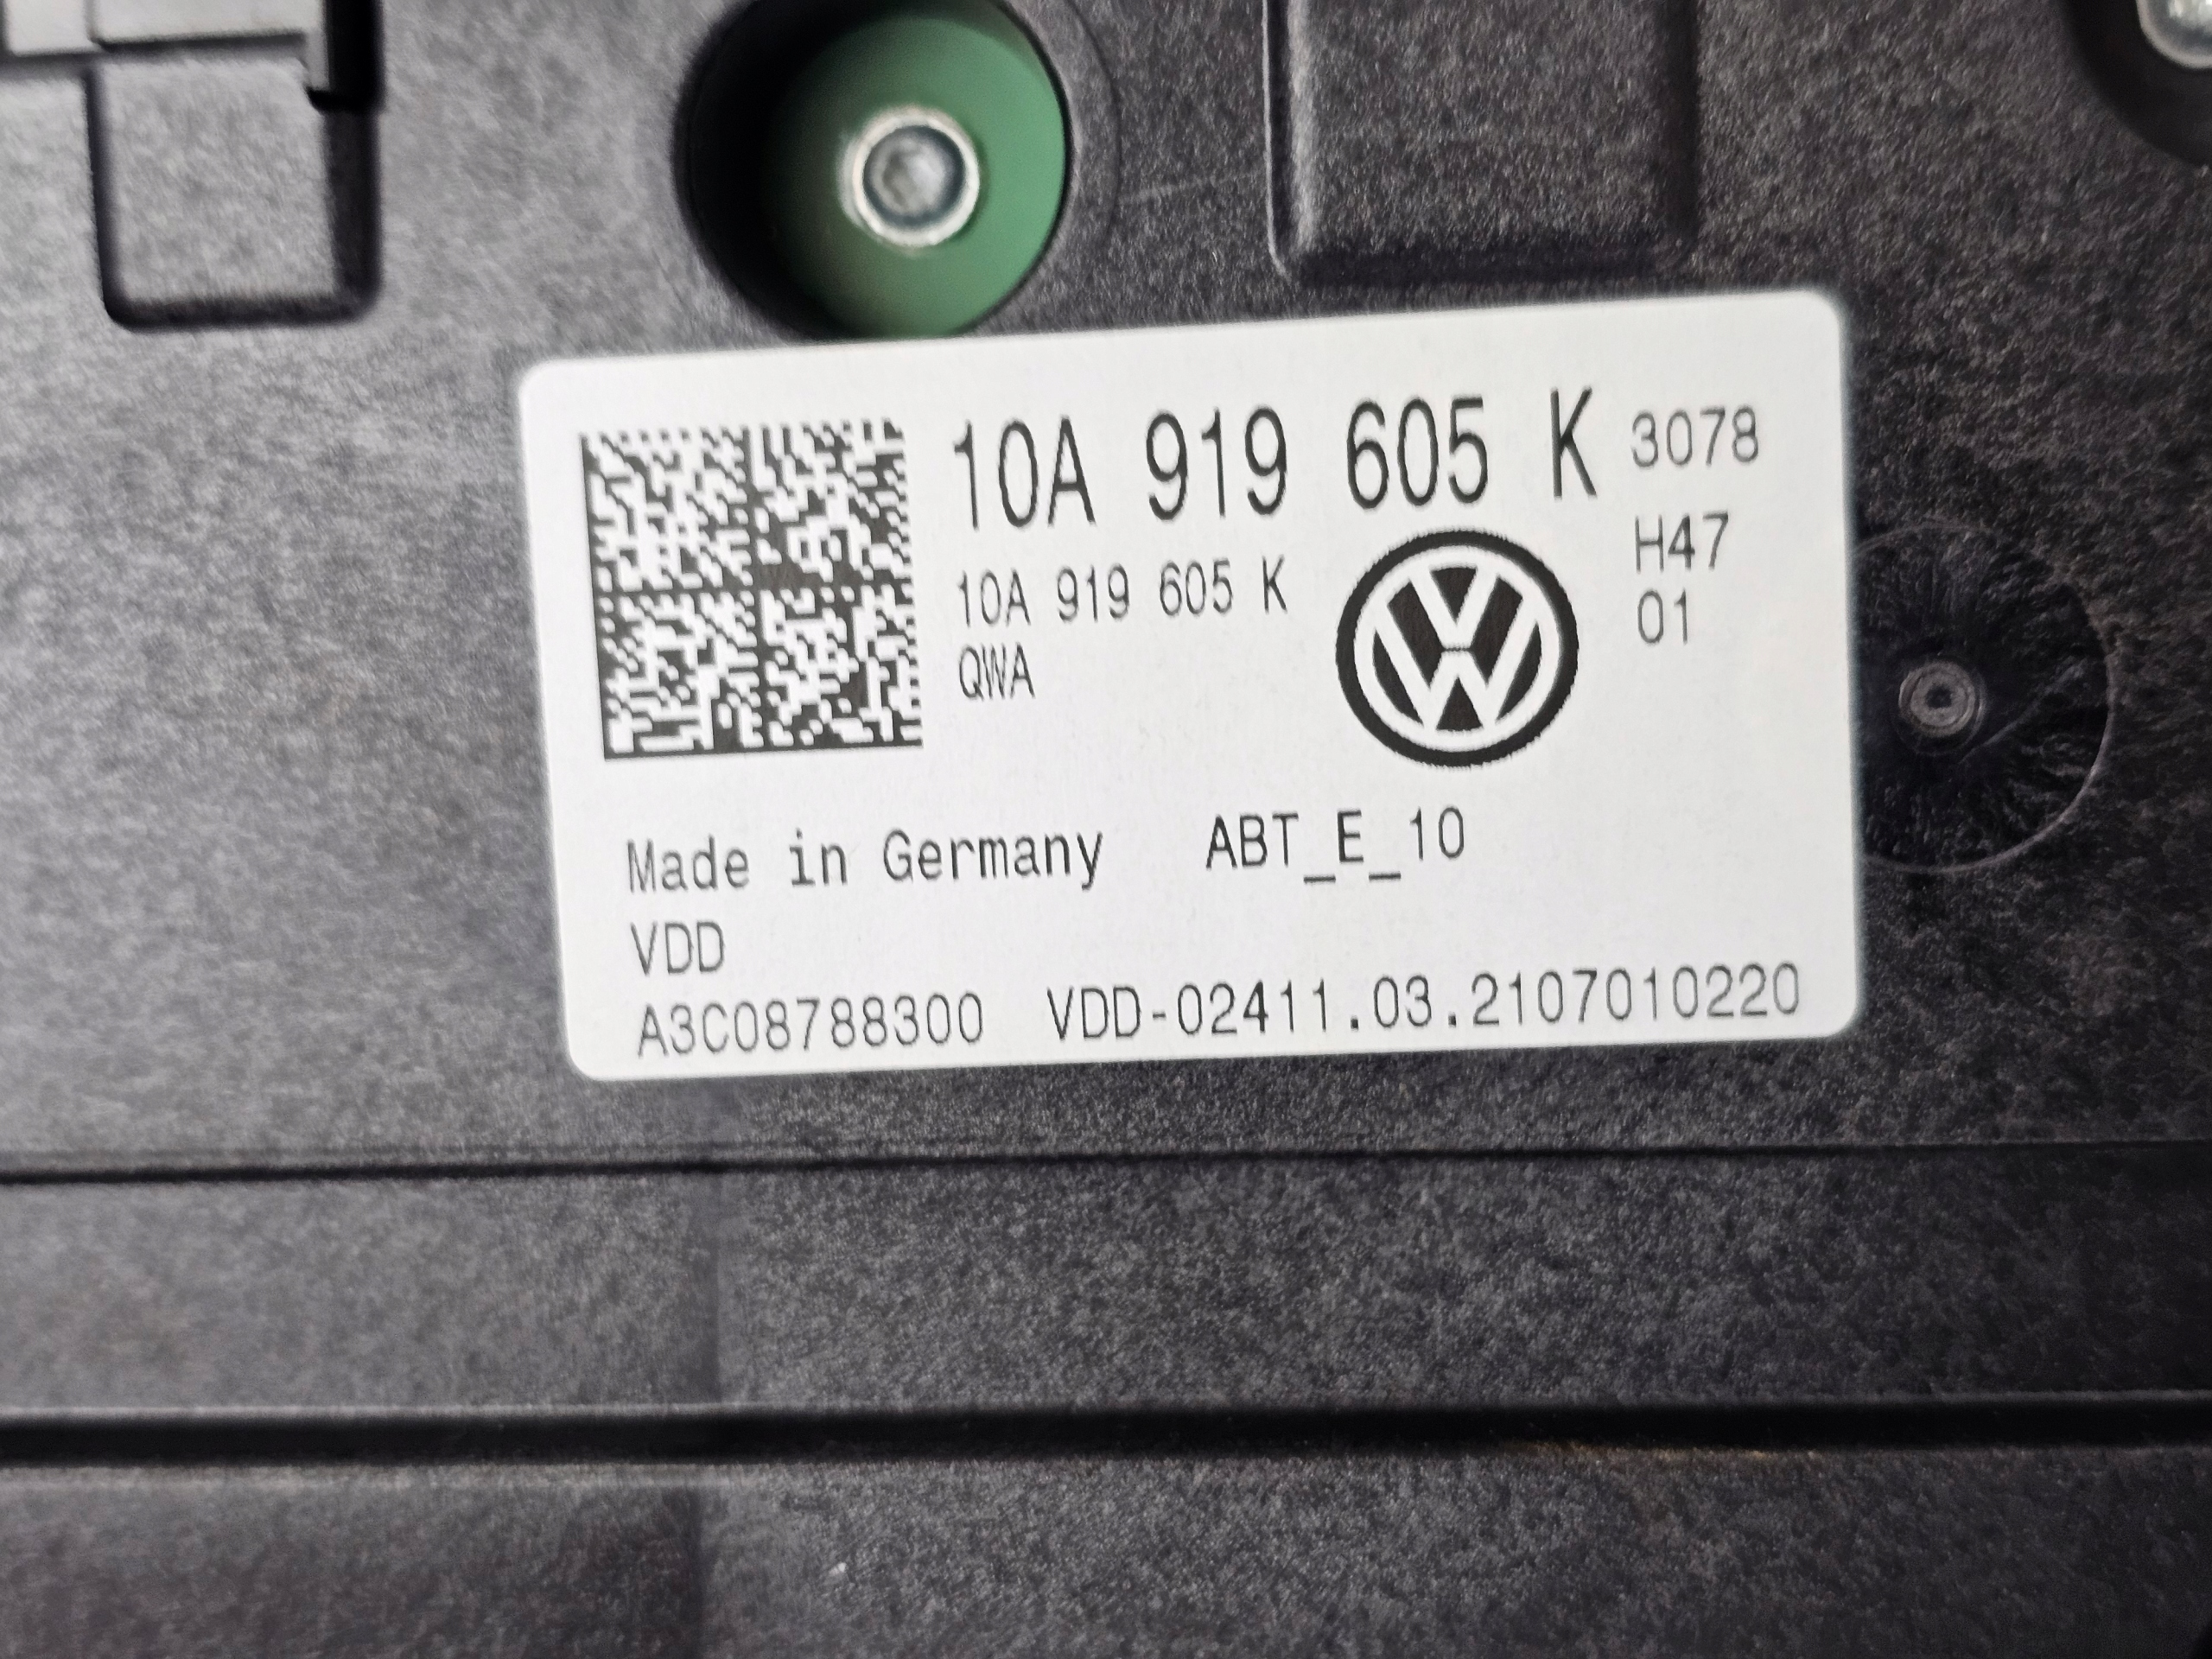 10A 919 605 K 3078
10A 919 605 K H47
QWA 01
Made in Germany ABT_E_10
VDD
A3C08788300 VDD-02411.03.2107010220